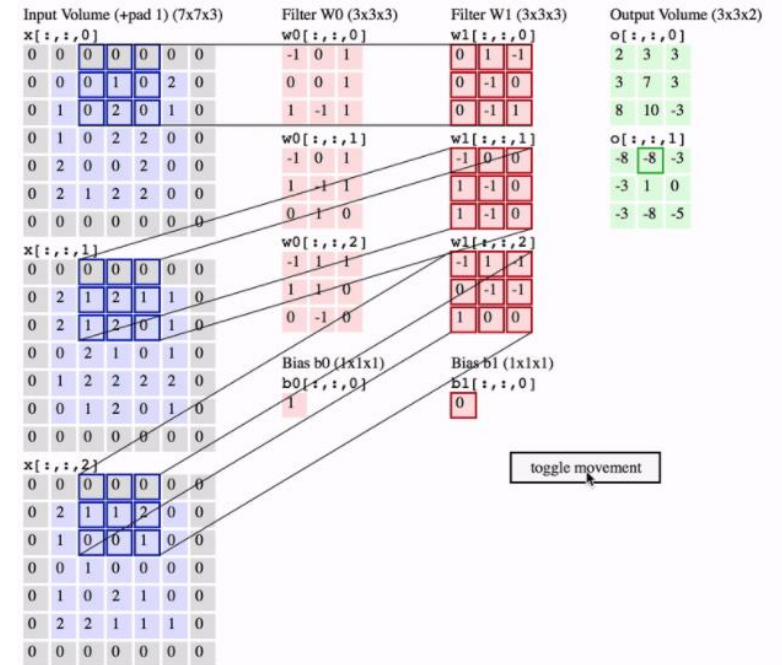 Input Volume (+pad 1) (7x7x3)
x[:,:,0]
0 0 0 0 0 0 0
0 0 0 1 0 2 0
0 1 0 2 0 1 0
0 1 0 2 2 0 0
0 2 0 0 2 0 0
0 2 1 2 2 0 0
0 0 0 0 0 0 0
x[:,:,1]
0 0 0 0 0 0 0
0 2 1 2 1 1 0
0 2 1 2 0 1 0
0 0 2 1 0 1 0
0 1 2 2 2 2 0
0 0 1 2 0 1 0
0 0 0 0 0 0 0
x[:,:,2]
0 0 0 0 0 0 0
0 2 1 1 2 0 0
0 1 0 0 1 0 0
0 0 1 0 0 0 0
0 1 0 2 1 0 0
0 2 2 1 1 1 0
0 0 0 0 0 0 0
Filter W0 (3x3x3)
w0[:,:,0]
-1 0 1
0 0 1
1 -1 1
w0[:,:,1]
-1 0 1
1 -1 1
0 1 0
w0[:,:,2]
-1 1 1
1 1 0
0 -1 0
Bias b0 (1x1x1)
b0[:,:,0]
1
Filter W1 (3x3x3)
w1[:,:,0]
0 1 -1
0 -1 0
0 -1 1
w1[:,:,1]
-1 0 0
1 -1 0
1 -1 0
w1[:,:,2]
-1 1 -1
0 -1 -1
1 0 0
Bias b1 (1x1x1)
b1[:,:,0]
0
Output Volume (3x3x2)
o[:,:,0]
2 3 3
3 7 3
8 10 -3
o[:,:,1]
-8 -8 -3
-3 1 0
-3 -8 -5
toggle movement